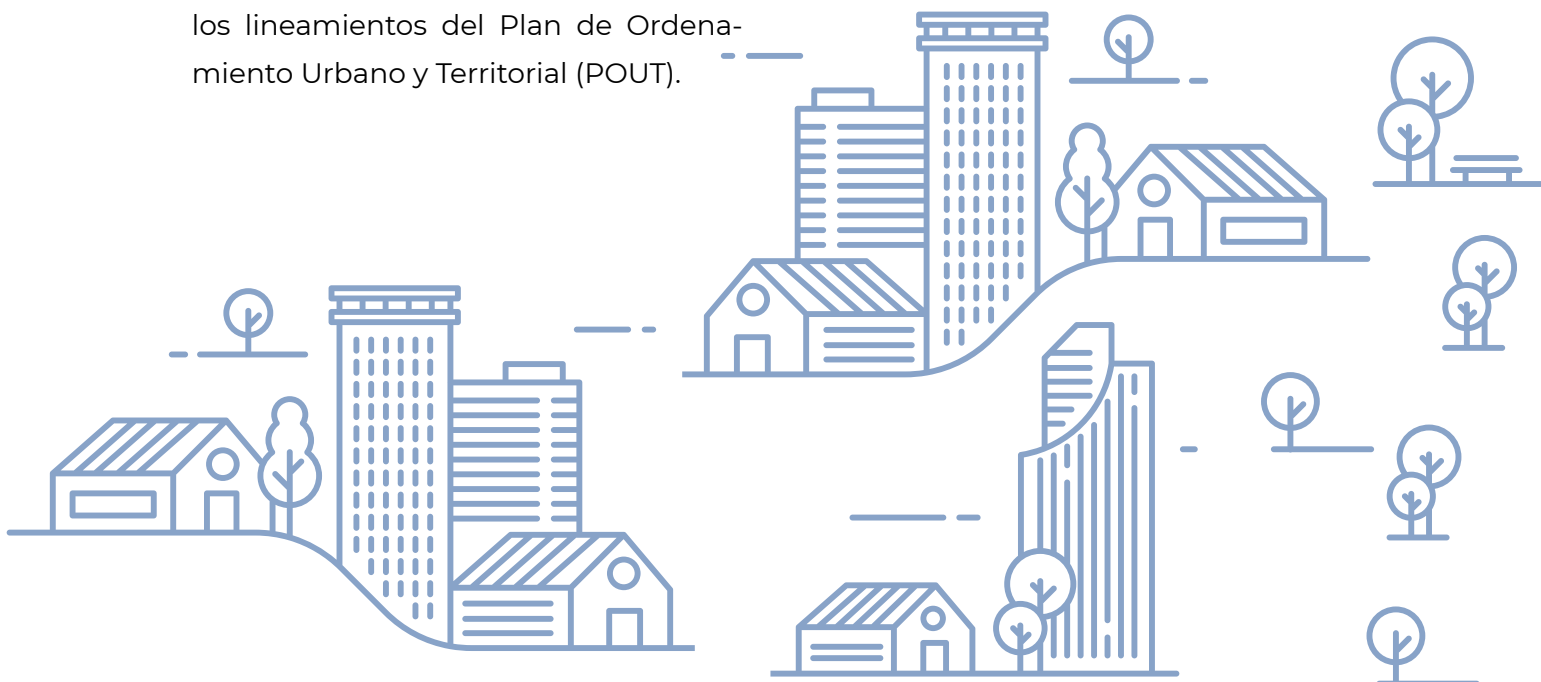 los lineamientos del Plan de Ordena-
miento Urbano y Territorial (POUT).